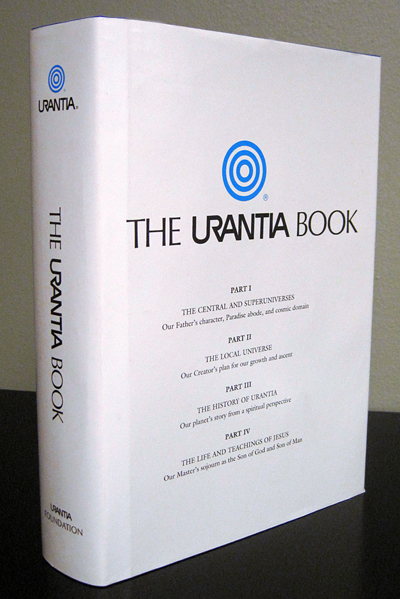 URANTIA
®
THE URANTIA BOOK
URANTIA
FOUNDATION
®
THE URANTIA BOOK
PART I
THE CENTRAL AND SUPERUNIVERSES
Our Father's character, Paradise abode, and cosmic domain
PART II
THE LOCAL UNIVERSE
Our Creator's plan for our growth and ascent
PART III
THE HISTORY OF URANTIA
Our planet's story from a spiritual perspective
PART IV
THE LIFE AND TEACHINGS OF JESUS
Our Master's sojourn as the Son of God and Son of Man